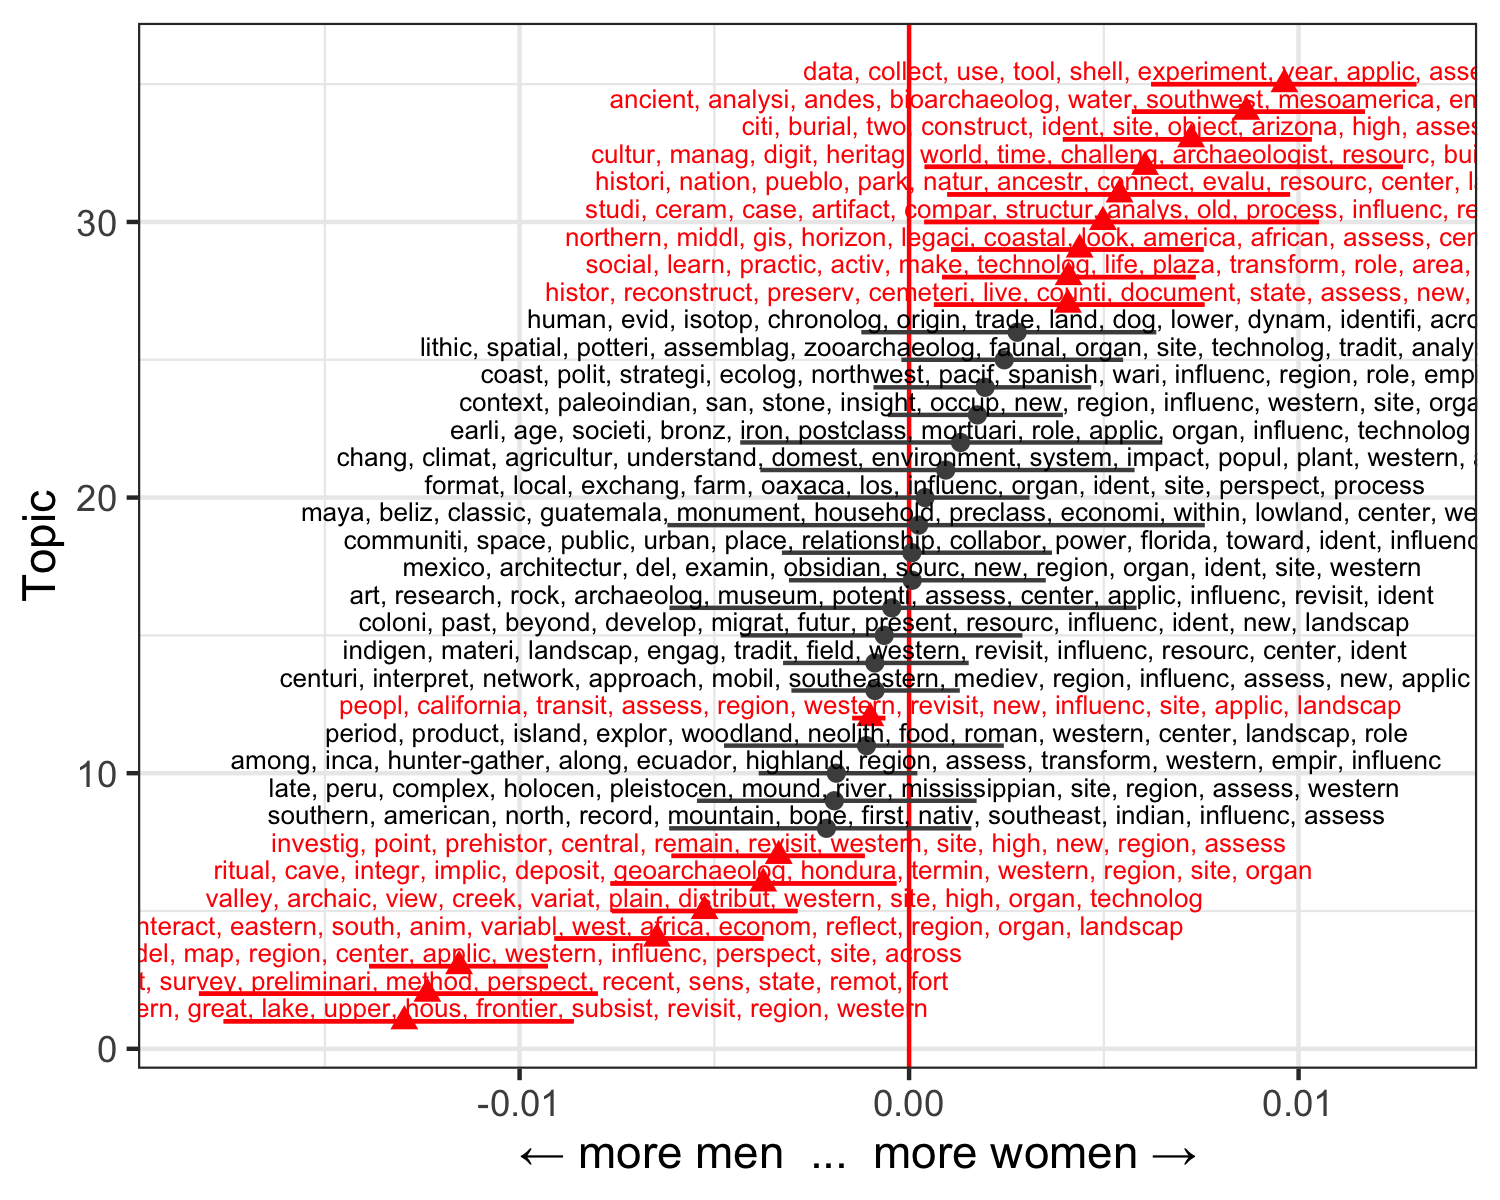 data, collect, use, tool, shell, experiment, year, applic, asse
ancient, analysi, andes, bioarchaeolog, water, southwest, mesoamerica, en
citi, burial, two, construct, ident, site, object, arizona, high, asses
cultur, manag, digit, heritag, world, time, challeng, archaeologist, resourc, bui
histori, nation, pueblo, park, natur, ancestr, connect, evalu, resourc, center,
studi, ceram, case, artifact, compar, structur, analys, old, process, influenc, re
30
northern, middl, gis, horizon, legaci, coastal, look, america, african, assess, cer
social, learn, practic, activ, make, technolog, life, plaza, transform, role, area,
histor, reconstruct, preserv, cemeteri, live, counti, document, state, assess, new,
human, evid, isotop, chronolog, origin, trade, land, dog, lower, dynam, identifi, acro
lithic, spatial, potteri, assemblag, zooarchaeolog, faunal, organ, site, technolog, tradit, analy
coast, polit, strategi, ecolog, northwest, pacif, spanish, wari, influenc, region, role, emp
context, paleoindian, san, stone, insight, occup, new, region, influenc, western, site, orga
earli, age, societi, bronz, iron, postclass, mortuari, role, applic, organ, influenc, technolog
chang, climat, agricultur, understand, domest, environment, system, impact, popul, plant, western,
format, local, exchang, farm, oaxaca, los, influenc, organ, ident, site, perspect, process
20
maya, beliz, classic, guatemala, monument, household, preclass, economi, within, lowland, center, we
communiti, space, public, urban, place, relationship, collabor, power, florida, toward, ident, influenc
mexico, architectur, del, examin, obsidian, sourc, new, region, organ, ident, site, western
art, research, rock, archaeolog, museum, potenti, assess, center, applic, influenc, revisit, ident
coloni, past, beyond, develop, migrat, futur, present, resourc, influenc, ident, new, landscap
indigen, materi, landscap, engag, tradit, field, western, revisit, influenc, resourc, center, ident
centuri, interpret, network, approach, mobil, southeastern, mediev, region, influenc, assess, new, applic
peopl, california, transit, assess, region, western, revisit, new, influenc, site, applic, landscap
period, product, island, explor, woodland, neolith, food, roman, western, center, landscap, role
among, inca, hunter-gather, along, ecuador, highland, region, assess, transform, western, empir, influenc
10
late, peru, complex, holocen, pleistocen, mound, river, mississippian, site, region, assess, western
southern, american, north, record, mountain, bone, first, nativ, southeast, indian, influenc, assess
investig, point, prehistor, central, remain, revisit, western, site, high, new, region, assess
ritual, cave, integr, implic, deposit, geoarchaeolog, hondura, termin, western, region, site, organ
valley, archaic, view, creek, variat, plain, distribut, western, site, high, organ, technolog
nteract, eastern, south, anim, variabl, west, africa, econom, reflect, region, organ, landscap
del, map, region, center, applic, western, influenc, perspect, site, across
t, survey, preliminari, method, perspect, recent, sens, state, remot, fort
ern, great, lake, upper, hous, frontier, subsist, revisit, region, western
0
Topic
-0.01 0.00 0.01
← more men ... more women →